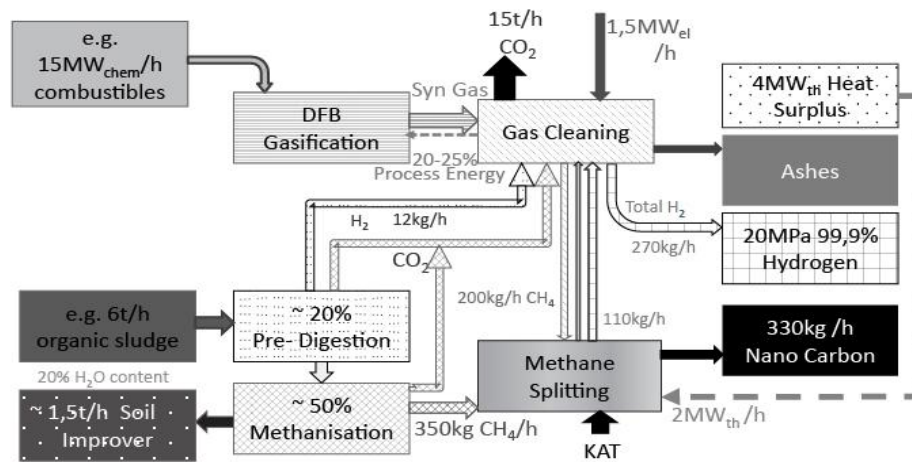 e.g.
15MWchem/h
combustibles
15t/h
CO2
1,5MWel
/h
Syn Gas
DFB
Gasification
Gas Cleaning
4MWth Heat
Surplus
20-25%
Process Energy
Ashes
H2 12kg/h
Total H2
270kg/h
20MPa 99,9%
Hydrogen
CO2
200kg/h CH4
110kg/h
e.g. 6t/h
organic sludge
~ 20%
Pre- Digestion
330kg /h
Nano Carbon
20% H2O content
Methane
Splitting
~ 1,5t/h Soil
Improver
~ 50%
Methanisation
350kg CH4/h
KAT
2MWth/h